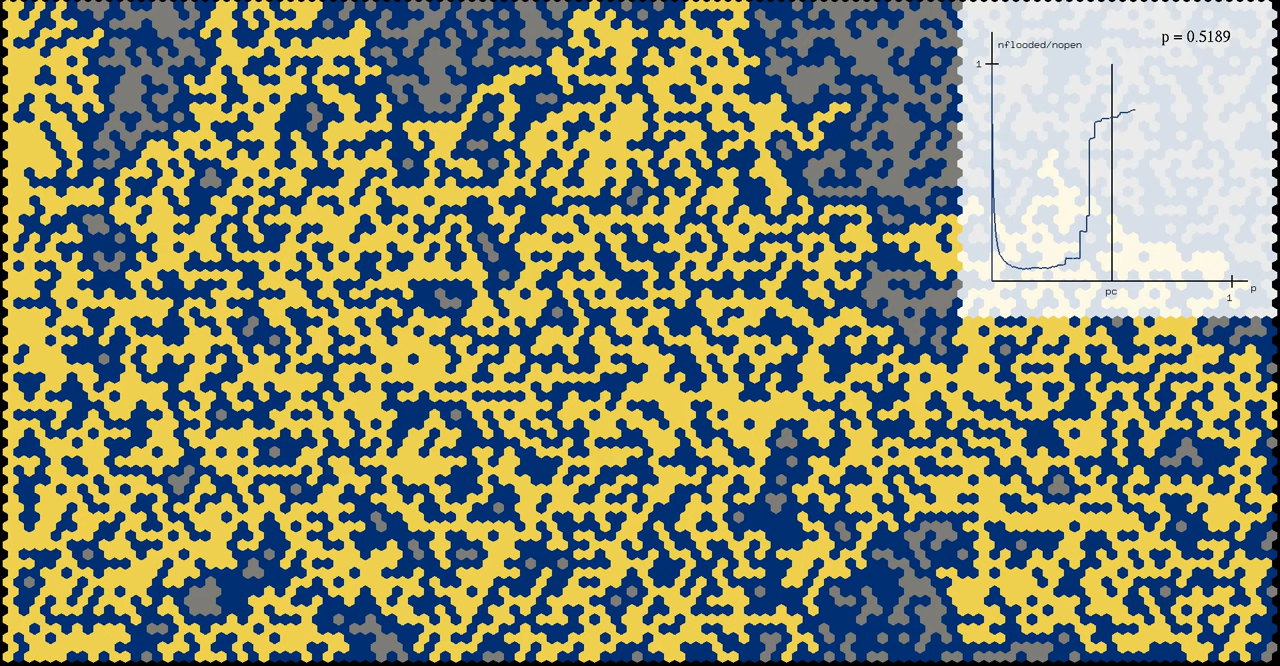 p = 0.5189
nflooded/nopen
1
pc
1
p